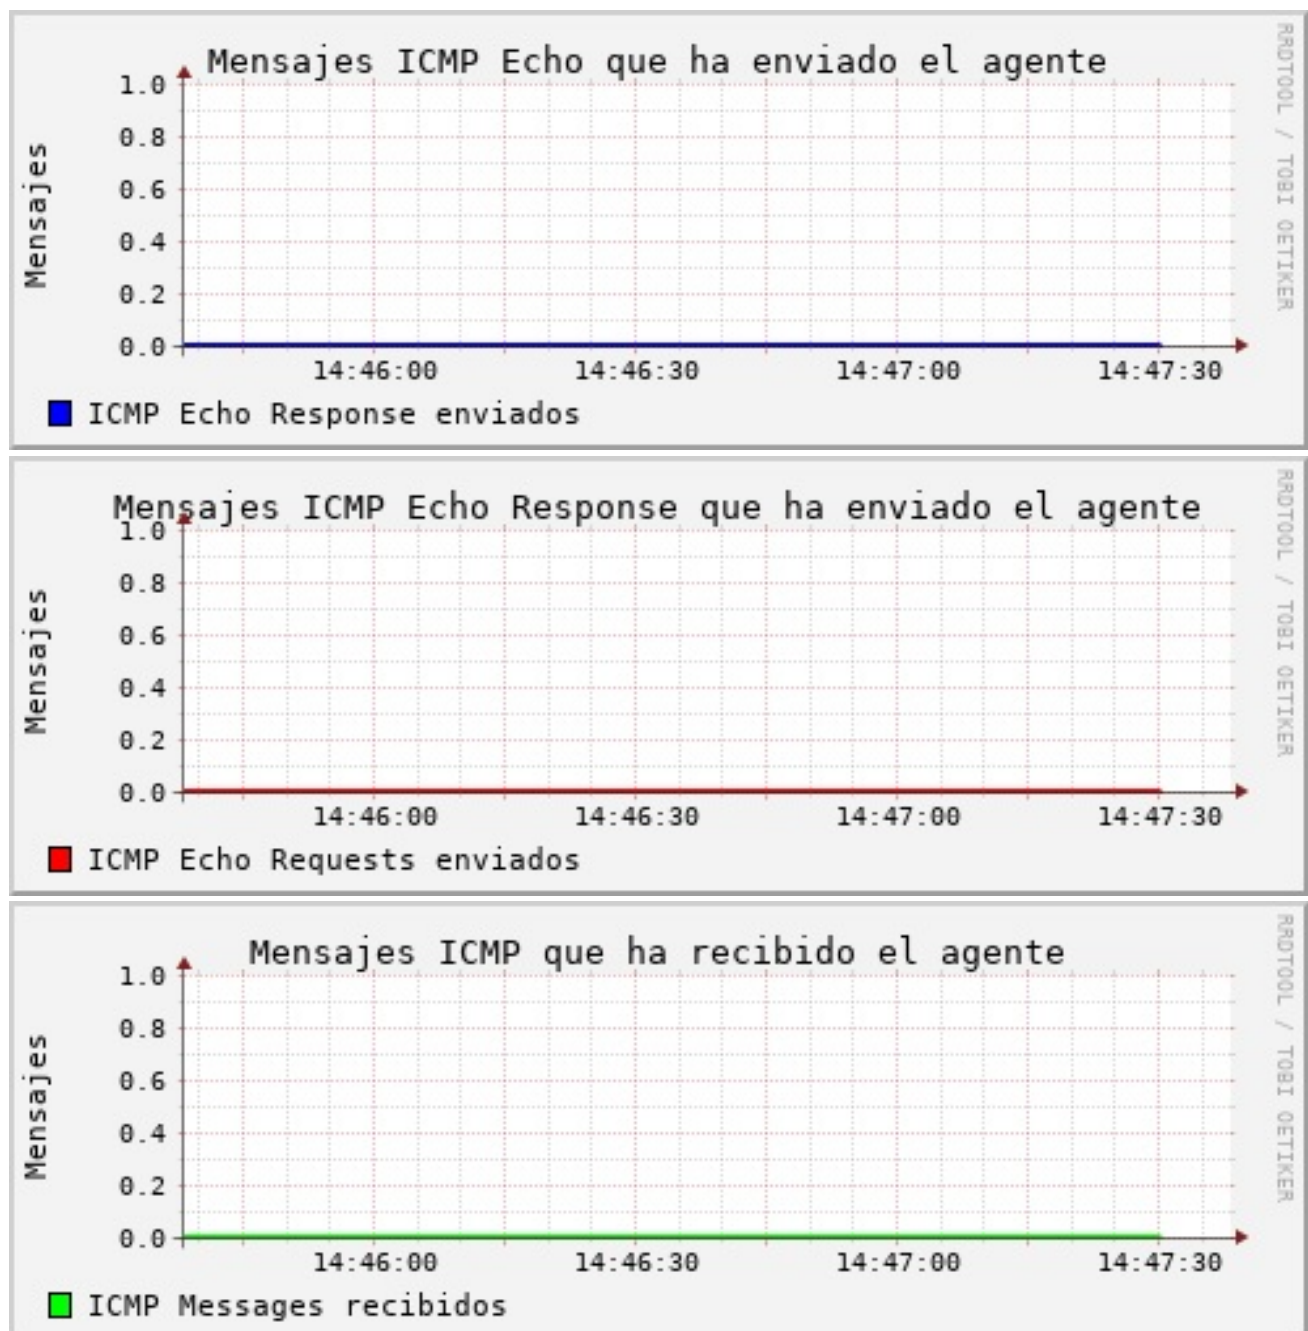 Mensajes ICMP Echo que ha enviado el agente
RRDTOOL / TOBI OETIKER
Mensajes
1.0
0.8
0.6
0.4
0.2
0.0
14:46:00 14:46:30 14:47:00 14:47:30
ICMP Echo Response enviados
Mensajes ICMP Echo Response que ha enviado el agente
RRDTOOL / TOBI OETIKER
Mensajes
1.0
0.8
0.6
0.4
0.2
0.0
14:46:00 14:46:30 14:47:00 14:47:30
ICMP Echo Requests enviados
Mensajes ICMP que ha recibido el agente
RRDTOOL / TOBI OETIKER
Mensajes
1.0
0.8
0.6
0.4
0.2
0.0
14:46:00 14:46:30 14:47:00 14:47:30
ICMP Messages recibidos